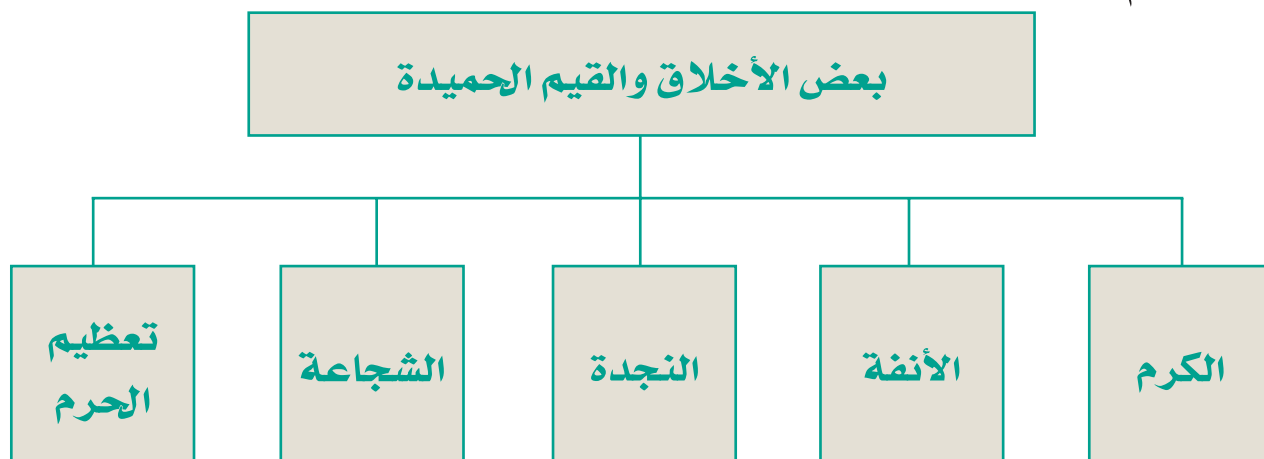 بعض الأخلاق والقيم الحميدة
الكرم
الأنفة
النجدة
الشجاعة
تعظيم
الحرم